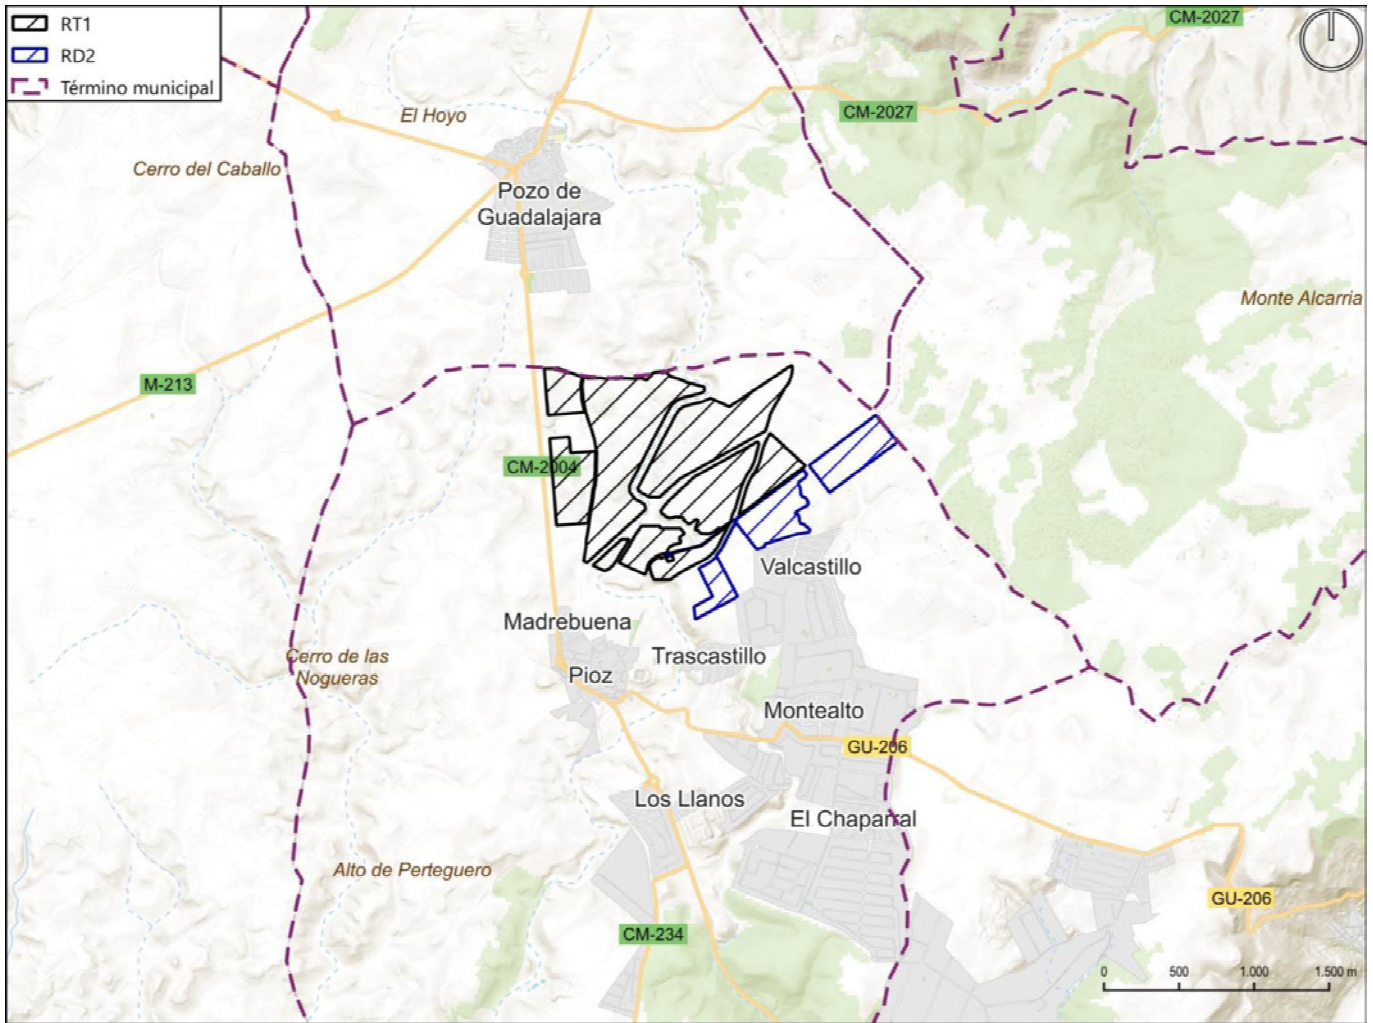 RT1
RD2
Término municipal
CM-2027
CM-2027
El Hoyo
Cerro del Caballo
Pozo de
Guadalajara
Monte Alcarria
M-213
CM-2004
Valcastillo
Madrebuena
Cerro de las
Nogueras
Trascastillo
Pioz
Montealto
GU-206
Los Llanos
El Chaparral
Alto de Perteguero
GU-206
CM-234
0 500 1.000 1.500 m